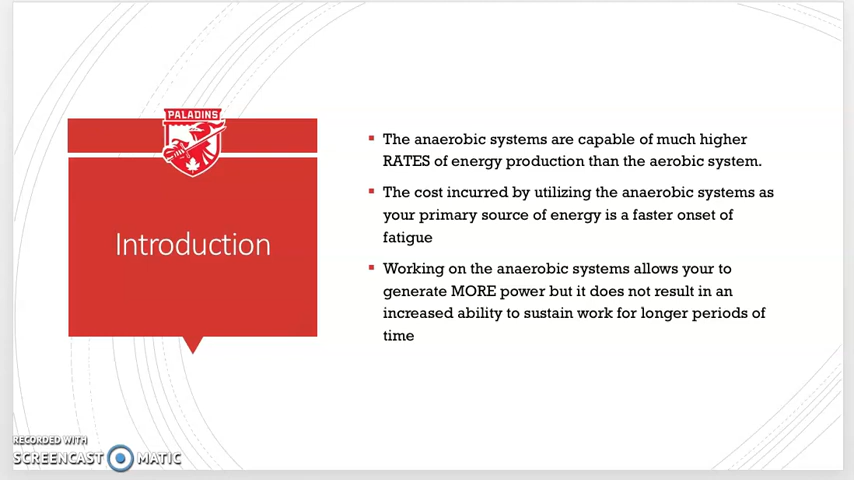 PALADINS
Introduction
The anaerobic systems are capable of much higher
RATES of energy production than the aerobic system.
The cost incurred by utilizing the anaerobic systems as
your primary source of energy is a faster onset of
fatigue
Working on the anaerobic systems allows your to
generate MORE power but it does not result in an
increased ability to sustain work for longer periods of
time
RECORDED WITH
SCREENCAST MATIC